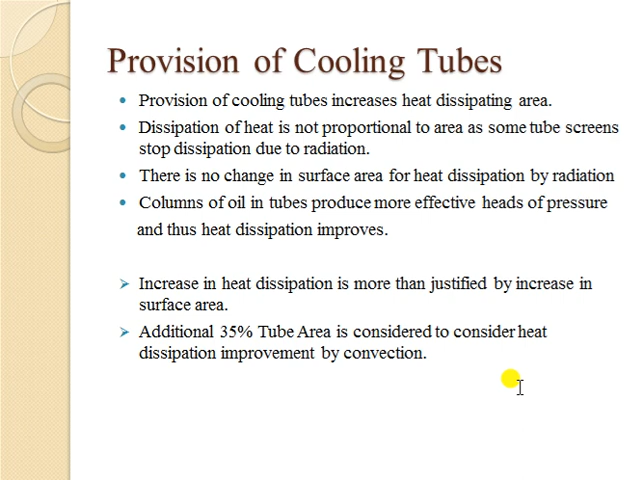 Provision of Cooling Tubes
Provision of cooling tubes increases heat dissipating area.
Dissipation of heat is not proportional to area as some tube screens
stop dissipation due to radiation.
There is no change in surface area for heat dissipation by radiation
Columns of oil in tubes produce more effective heads of pressure
and thus heat dissipation improves.
Increase in heat dissipation is more than justified by increase in
surface area.
Additional 35% Tube Area is considered to consider heat
dissipation improvement by convection.